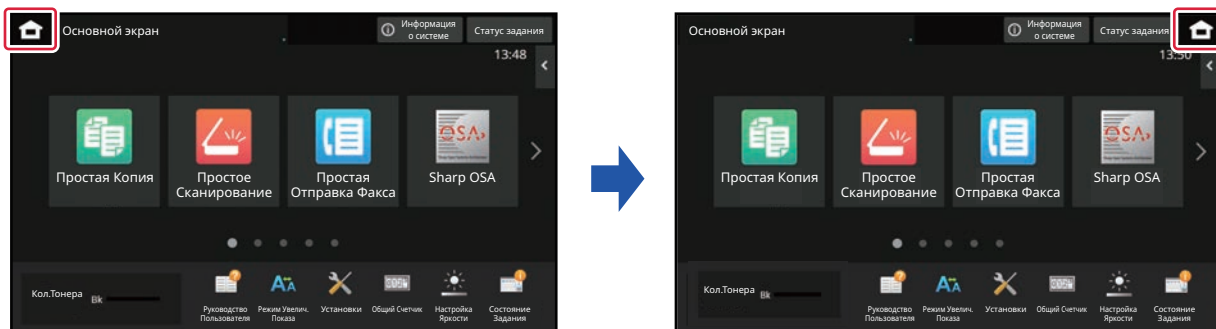 Основной экран
Информация
о системе
Статус задания
13:48
Простая Копия
Простое
Сканирование
Простая
Отправка Факса
OSA
Sharp OSA
Кол.Тонера
Bk
Руководство
Пользователя
Режим Увелич.
Показа
Установки
Общий Счетчик
Настройка
Яркости
Состояние
Задания
Основной экран
Информация
о системе
Статус задания
13:50
Простая Копия
Простое
Сканирование
Простая
Отправка Факса
OSA
Sharp OSA
Кол.Тонера
Bk
Руководство
Пользователя
Режим Увелич.
Показа
Установки
Общий Счетчик
Настройка
Яркости
Состояние
Задания